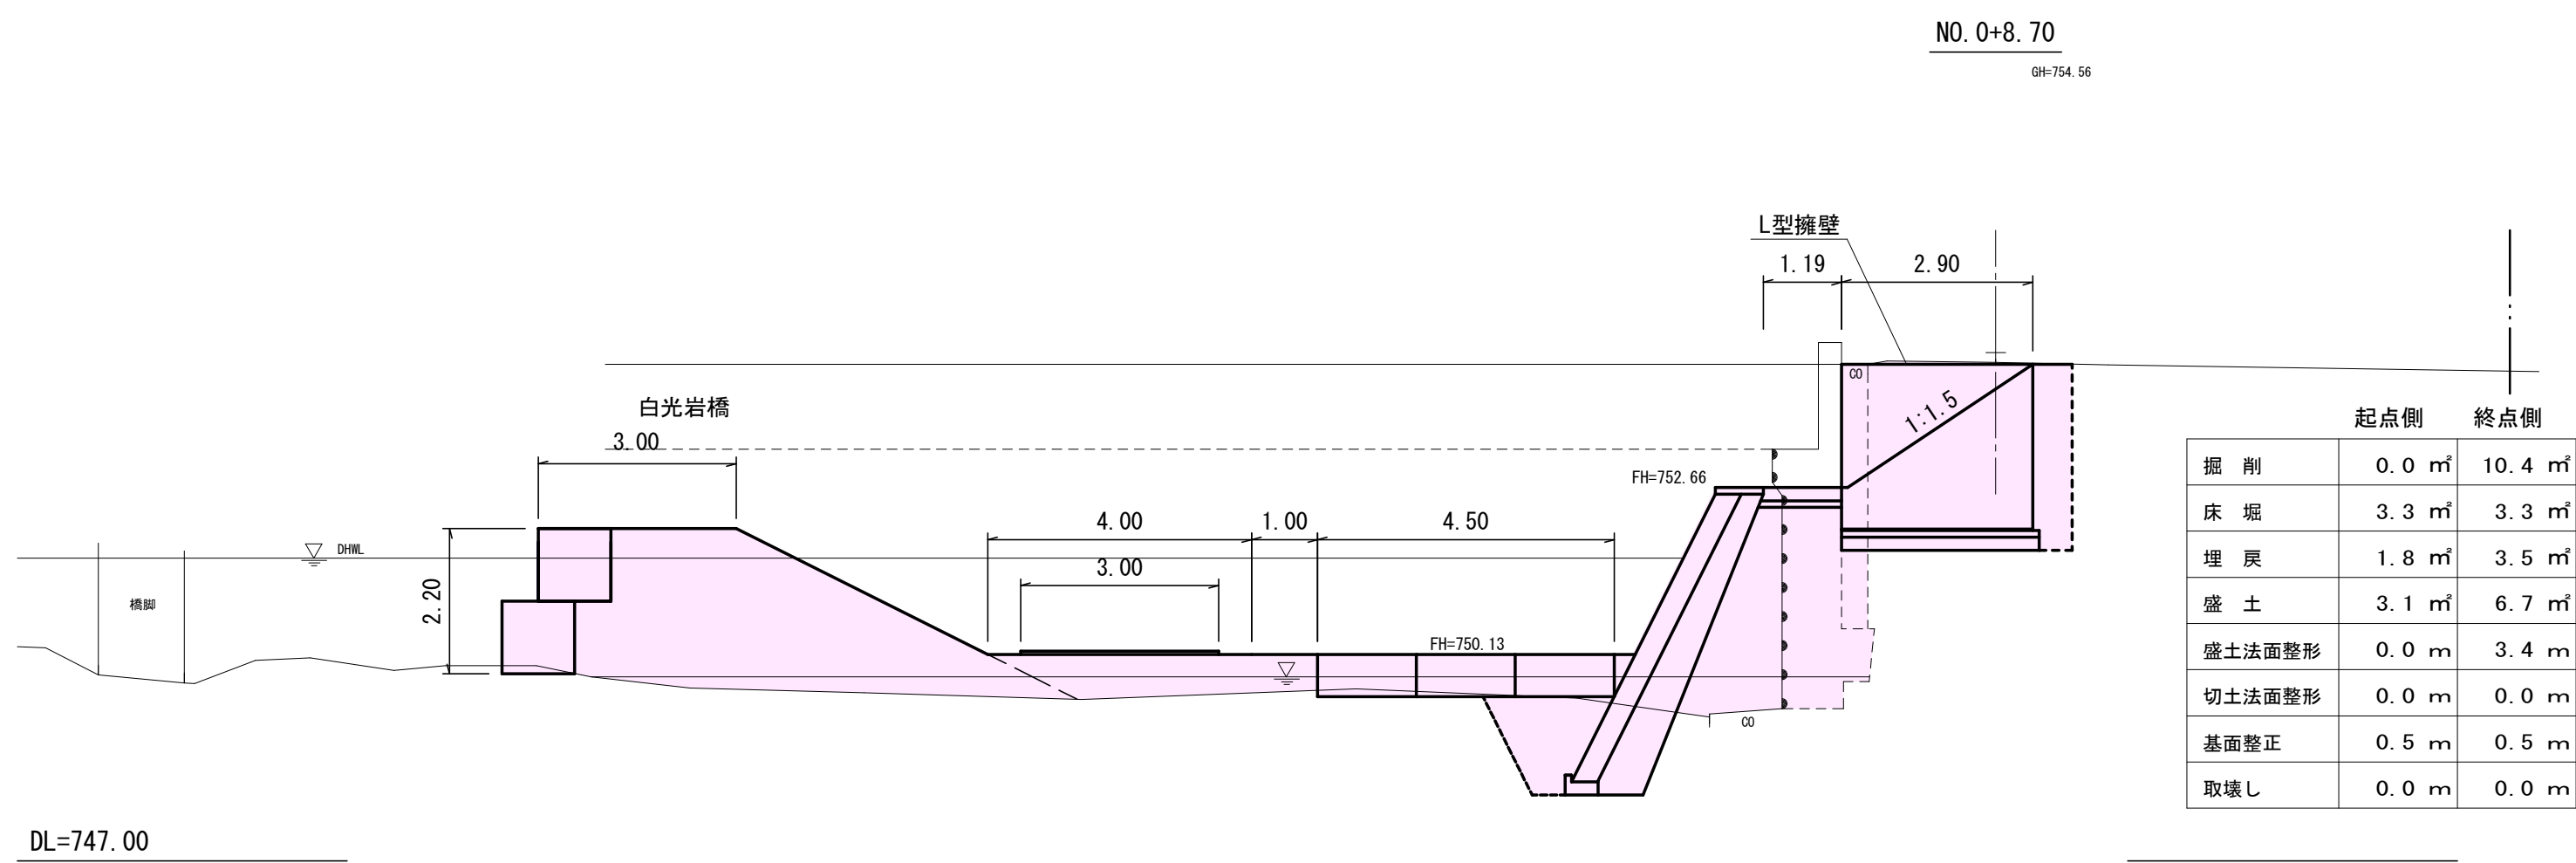 NO.0+8.70
GH=754.56
L型擁壁
1.19
2.90
CO
1:1.5
白光岩橋
3.00
FH=752.66
DHWL
4.00
1.00
4.50
3.00
橋脚
2.20
FH=750.13
CO
起点側 終点側
掘 削 0.0 ㎡ 10.4 ㎡
床 堀 3.3 ㎡ 3.3 ㎡
埋 戻 1.8 ㎡ 3.5 ㎡
盛 土 3.1 ㎡ 6.7 ㎡
盛土法面整形 0.0 ｍ 3.4 ｍ
切土法面整形 0.0 ｍ 0.0 ｍ
基面整正 0.5 ｍ 0.5 ｍ
取壊し 0.0 ｍ 0.0 ｍ
DL=747.00